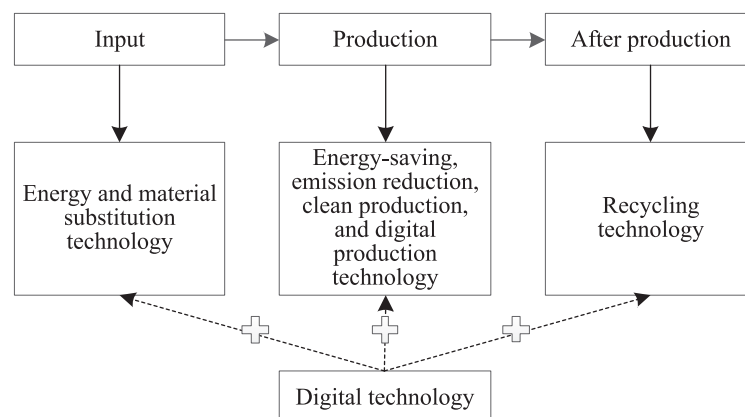 Input
Production
After production
Energy and material
substitution
technology
Energy-saving,
emission reduction,
clean production,
and digital
production
technology
Recycling
technology
Digital technology